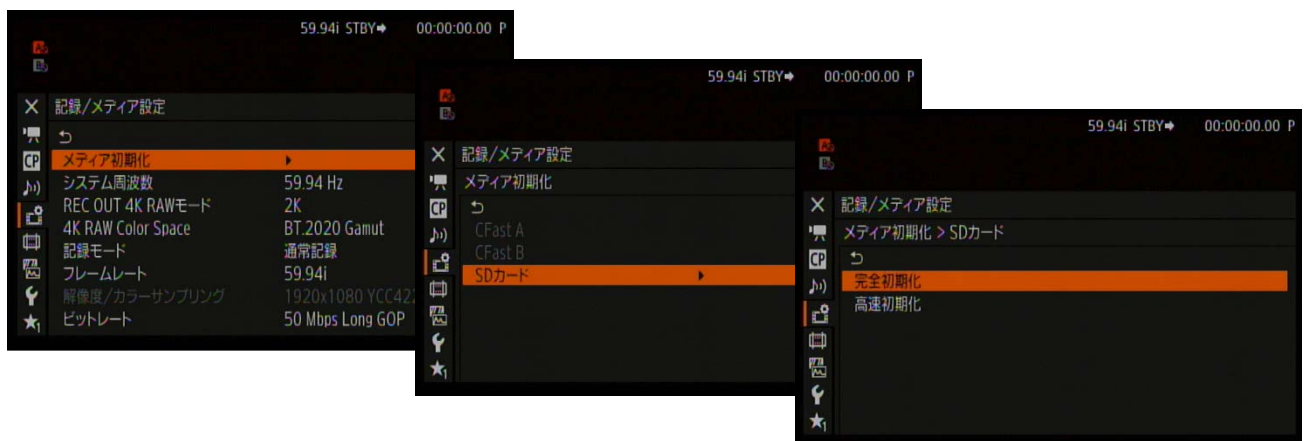 59.94i STBY➡ 00:00:00.00 P
A
B
記録/メディア設定
メディア初期化
CP
システム周波数 59.94 Hz
REC OUT 4K RAWモード 2K
4K RAW Color Space BT.2020 Gamut
記録モード 通常記録
フレームレート 59.94i
解像度/カラーサンプリング 1920x1080 YCC422
ビットレート 50 Mbps Long GOP
★1
59.94i STBY➡ 00:00:00.00 P
A
B
記録/メディア設定
メディア初期化
CP
CFast A
CFast B
SDカード
★1
59.94i STBY➡ 00:00:00.00 P
A
B
記録/メディア設定
メディア初期化 > SDカード
CP
完全初期化
高速初期化
★1